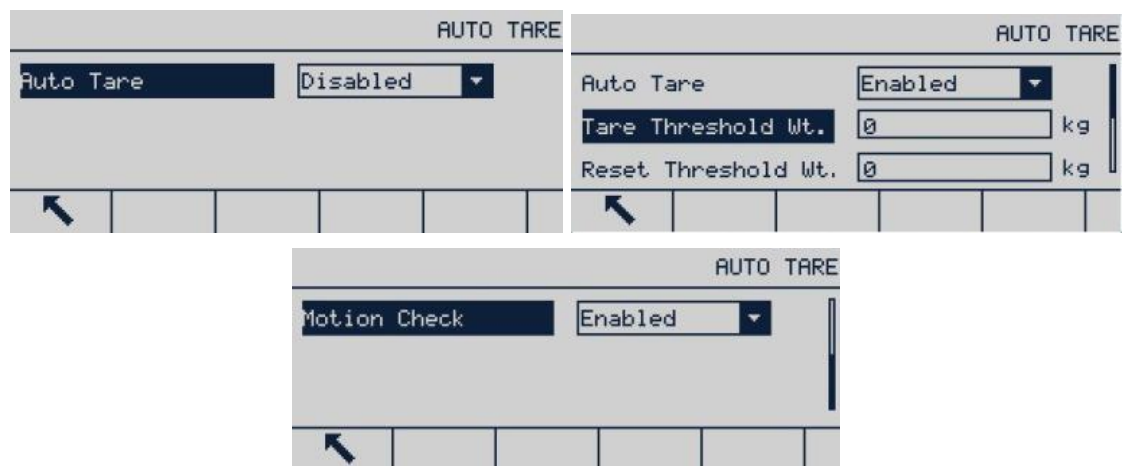 AUTO TARE
Auto Tare Disabled
AUTO TARE
Auto Tare Enabled
Tare Threshold Wt. 0 kg
Reset Threshold Wt. 0 kg
AUTO TARE
Motion Check Enabled